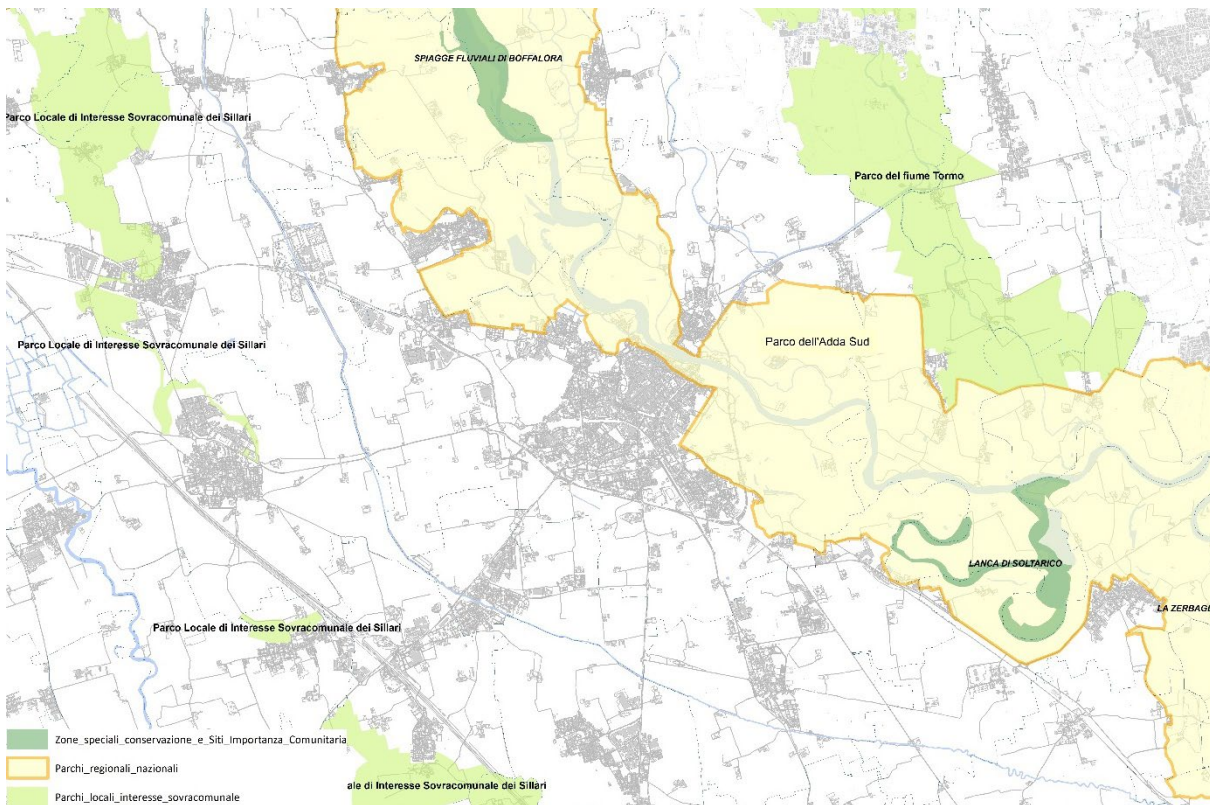 SPIAGGE FLUVIALI DI BOFFALORA
Parco Locale di Interesse Sovracomunale dei Sillari
Parco del fiume Tormo
Parco Locale di Interesse Sovracomunale dei Sillari
Parco dell'Adda Sud
LANCA DI SOLTARICO
LA ZERBAGL
Parco Locale di Interesse Sovracomunale dei Sillari
Zone_speciali_conservazione_e_Siti_Importanza_Comunitaria
Parchi_regionali_nazionali
ale di Interesse Sovracomunale dei Sillari
Parchi_locali_interesse_sovracomunale